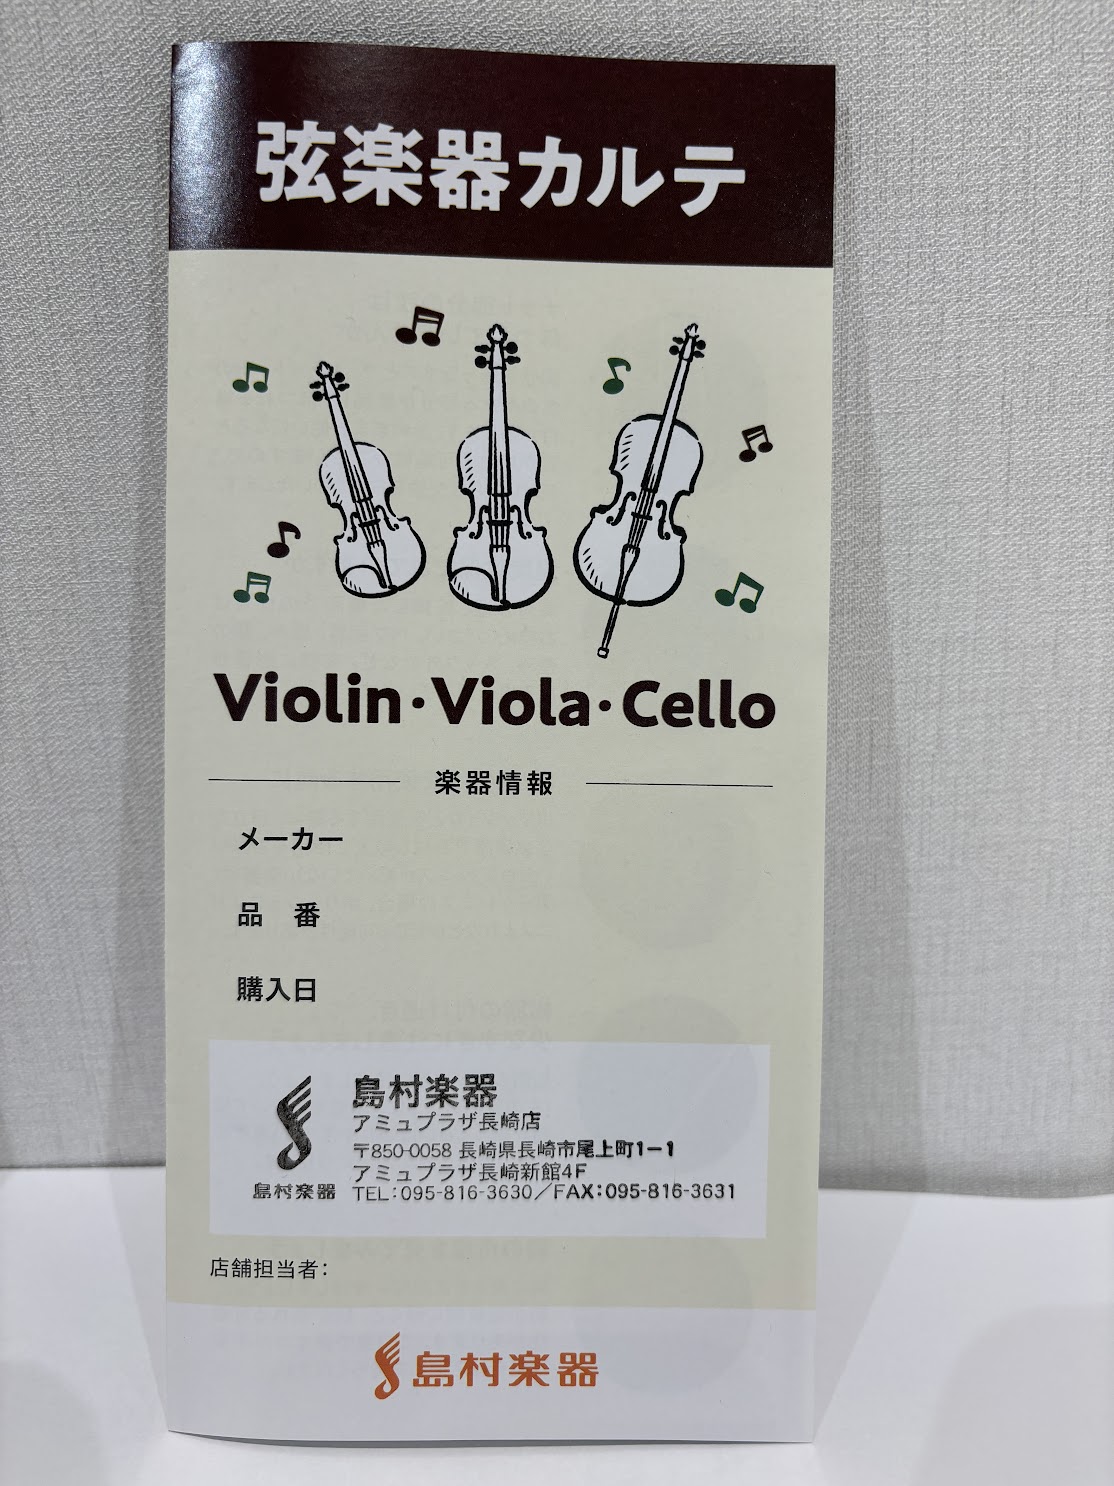 弦楽器カルテ
Violin・Viola・Cello
楽器情報
メーカー
品　番
購入日
島村楽器
島村楽器
アミュプラザ長崎店
〒850-0058 長崎県長崎市尾上町1-1
アミュプラザ長崎新館4F
TEL：095-816-3630／FAX：095-816-3631
店舗担当者：
島村楽器